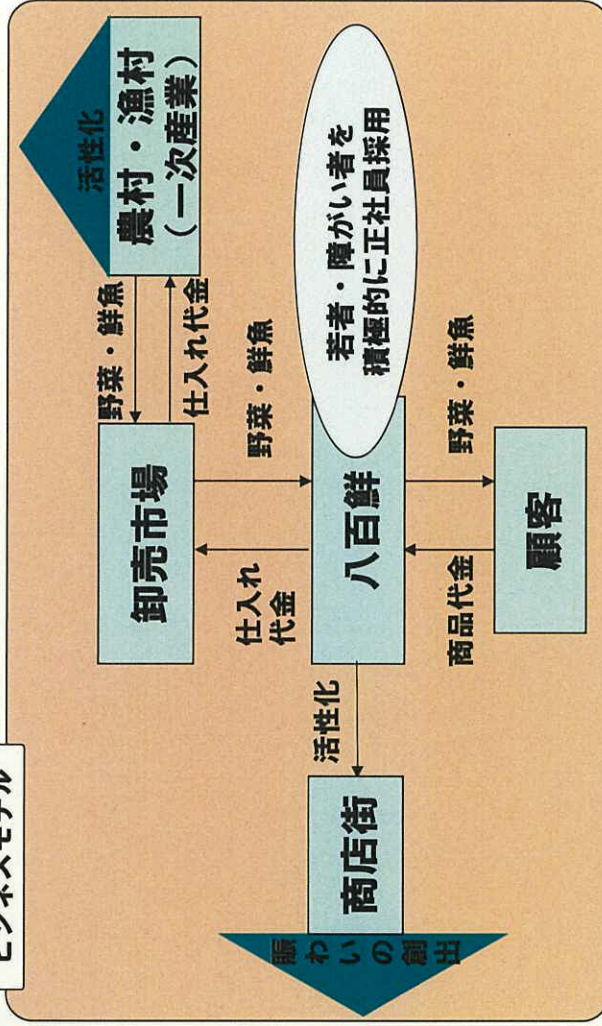 ビジネスモデル
活性化
農村・漁村
（一次産業）
野菜・鮮魚
仕入れ代金
卸売市場
仕入れ
代金
野菜・鮮魚
若者・障がい者を
積極的に正社員採用
八百鮮
活性化
商店街
賑わいの創出
商品代金
野菜・鮮魚
顧客